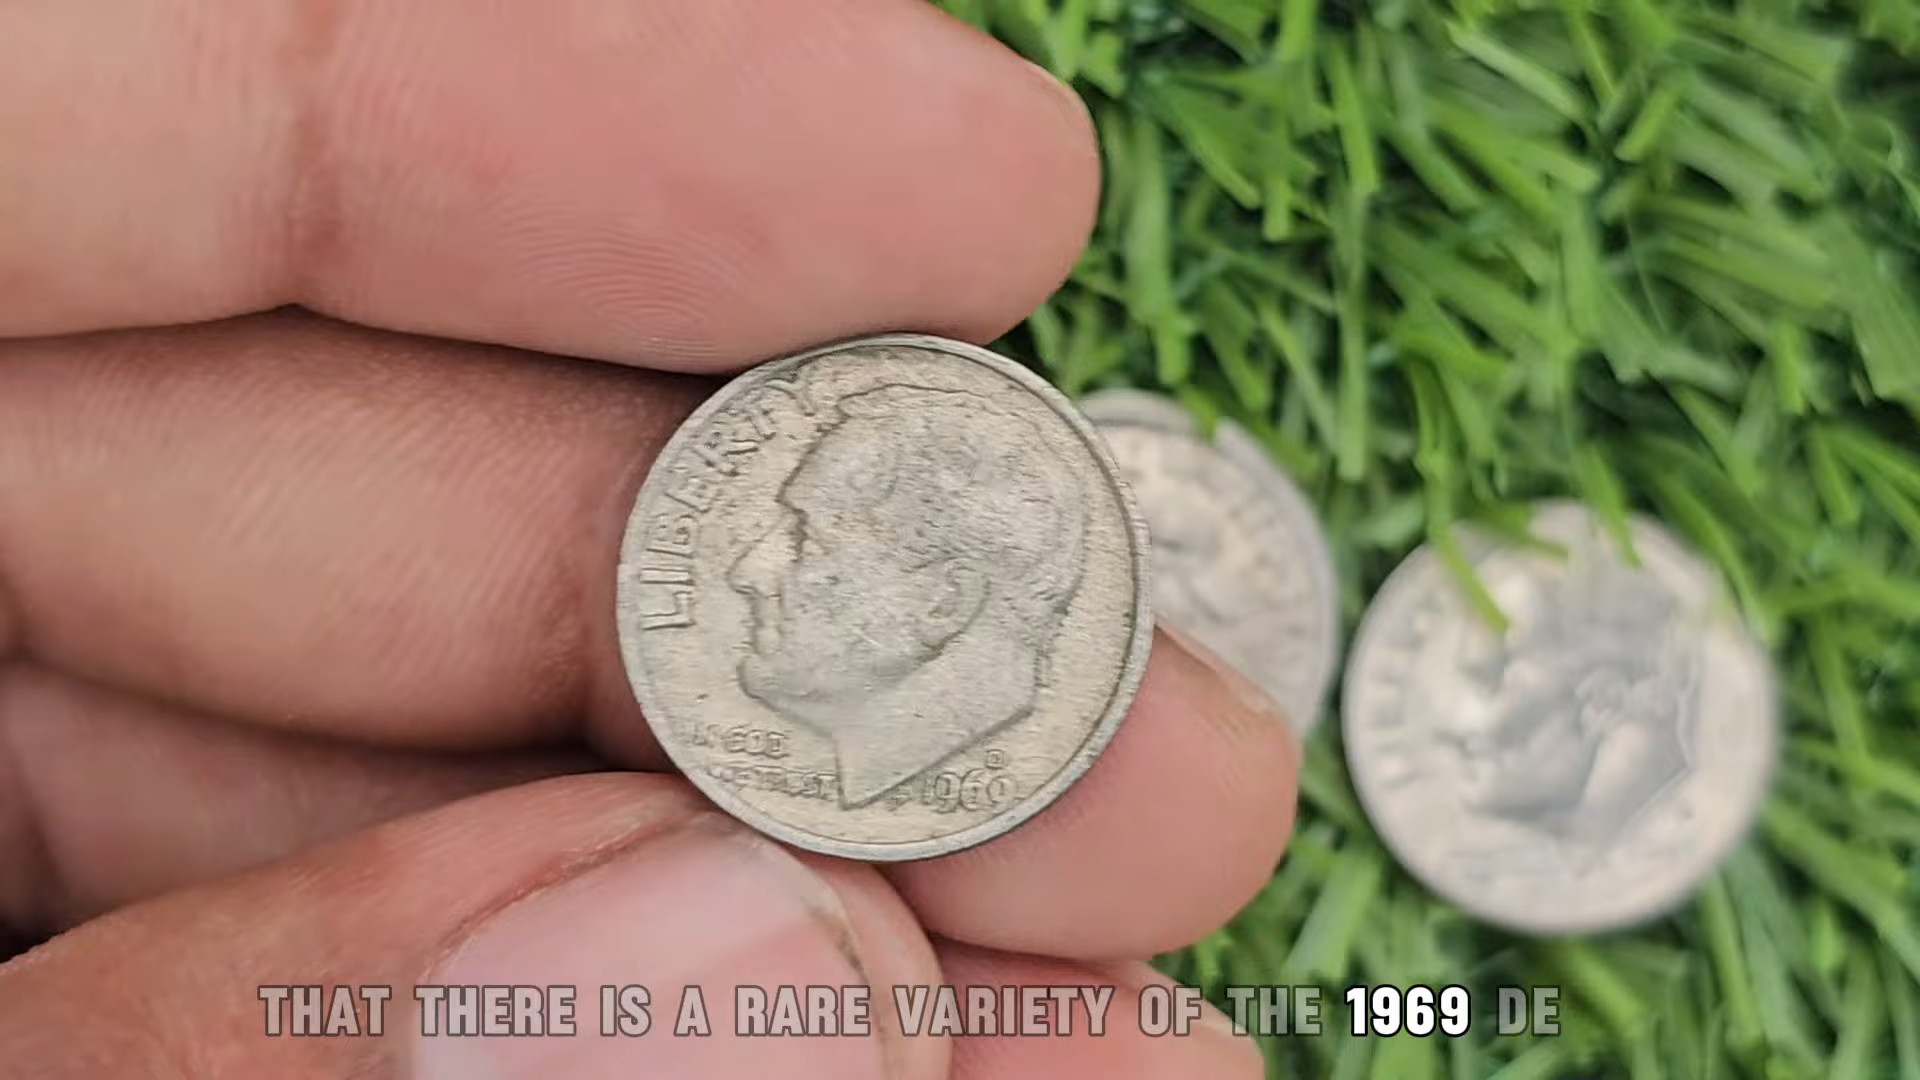 LIBERTY
IN GOD
WE TRUST
D
1969
THAT THERE IS A RARE VARIETY OF THE 1969 DE